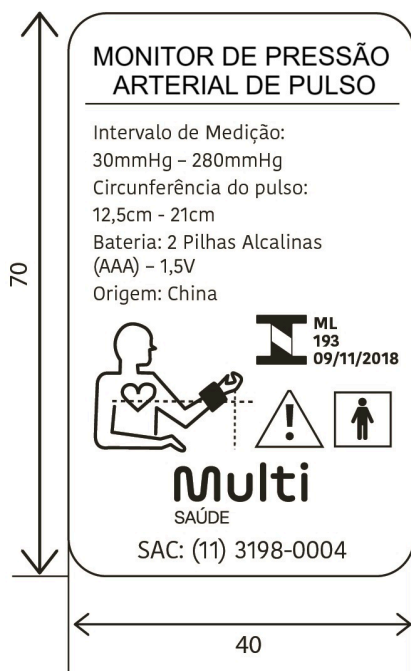 MONITOR DE PRESSÃO
ARTERIAL DE PULSO
Intervalo de Medição:
30mmHg – 280mmHg
Circunferência do pulso:
12,5cm - 21cm
Bateria: 2 Pilhas Alcalinas
(AAA) – 1,5V
Origem: China
ML
193
09/11/2018
Multi
SAÚDE
SAC: (11) 3198-0004
70
40